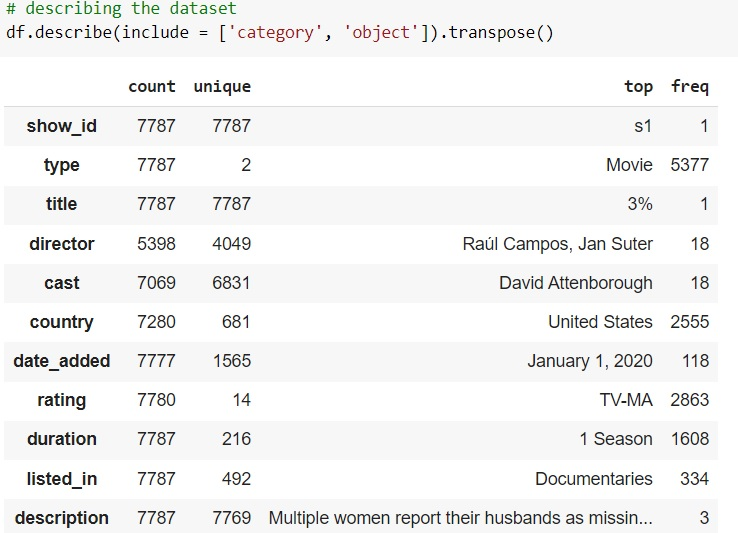 # describing the dataset
df.describe(include = ['category', 'object']).transpose()
count unique top freq
show_id 7787 7787 s1 1
type 7787 2 Movie 5377
title 7787 7787 3% 1
director 5398 4049 Raúl Campos, Jan Suter 18
cast 7069 6831 David Attenborough 18
country 7280 681 United States 2555
date_added 7777 1565 January 1, 2020 118
rating 7780 14 TV-MA 2863
duration 7787 216 1 Season 1608
listed_in 7787 492 Documentaries 334
description 7787 7769 Multiple women report their husbands as missin... 3